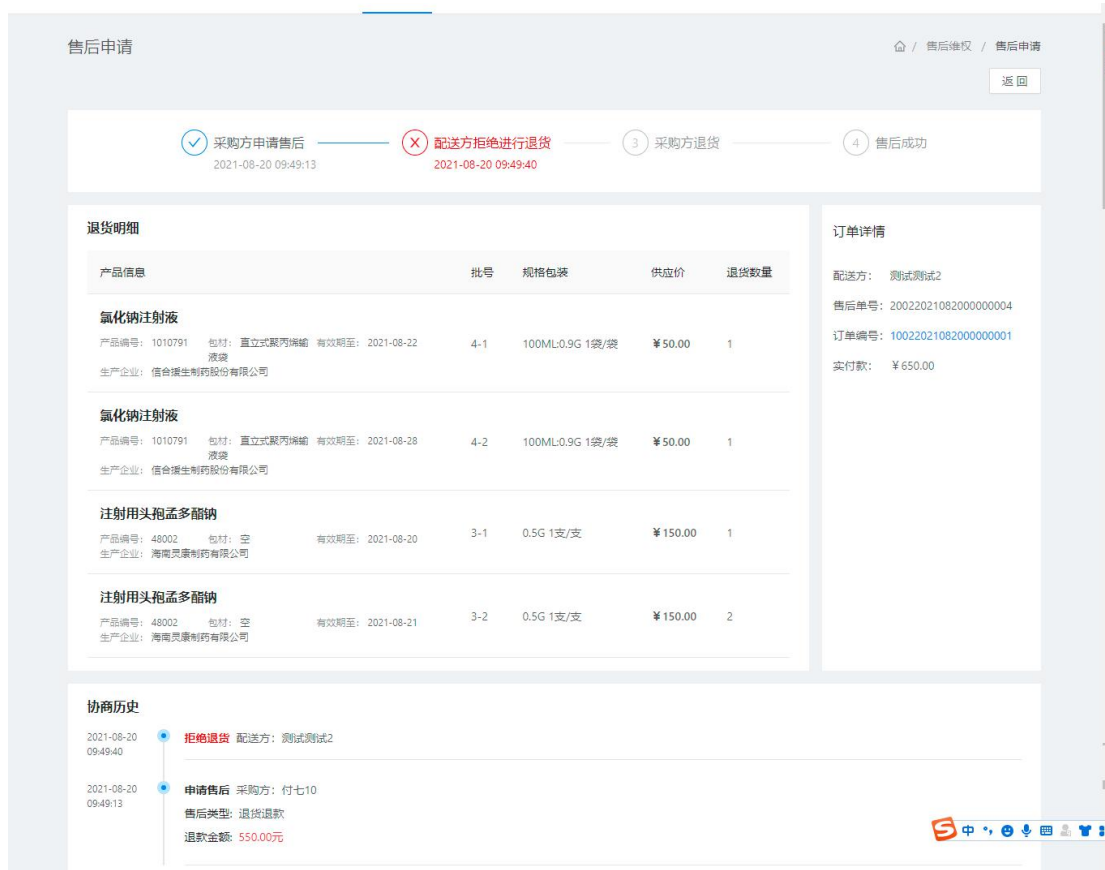 售后申请
/ 售后维权 / 售后申请
返回
采购方申请售后
2021-08-20 09:49:13
配送方拒绝进行退货
2021-08-20 09:49:40
3 采购方退货
4 售后成功
退货明细
产品信息 批号 规格包装 供应价 退货数量
氯化钠注射液
产品编号: 1010791 包材: 直立式聚丙烯输液袋 有效期至: 2021-08-22 4-1 100ML:0.9G 1袋/袋 ¥50.00 1
生产企业: 信合援生制药股份有限公司
氯化钠注射液
产品编号: 1010791 包材: 直立式聚丙烯输液袋 有效期至: 2021-08-28 4-2 100ML:0.9G 1袋/袋 ¥50.00 1
生产企业: 信合援生制药股份有限公司
注射用头孢孟多酯钠
产品编号: 48002 包材: 空 有效期至: 2021-08-20 3-1 0.5G 1支/支 ¥150.00 1
生产企业: 海南灵康制药有限公司
注射用头孢孟多酯钠
产品编号: 48002 包材: 空 有效期至: 2021-08-21 3-2 0.5G 1支/支 ¥150.00 2
生产企业: 海南灵康制药有限公司
订单详情
配送方: 测试测试2
售后单号: 20022021082000000004
订单编号: 10022021082000000001
实付款: ¥650.00
协商历史
2021-08-20 09:49:40
拒绝退货 配送方: 测试测试2
2021-08-20 09:49:13
申请售后 采购方: 付七10
售后类型: 退货退款
退款金额: 550.00元
中